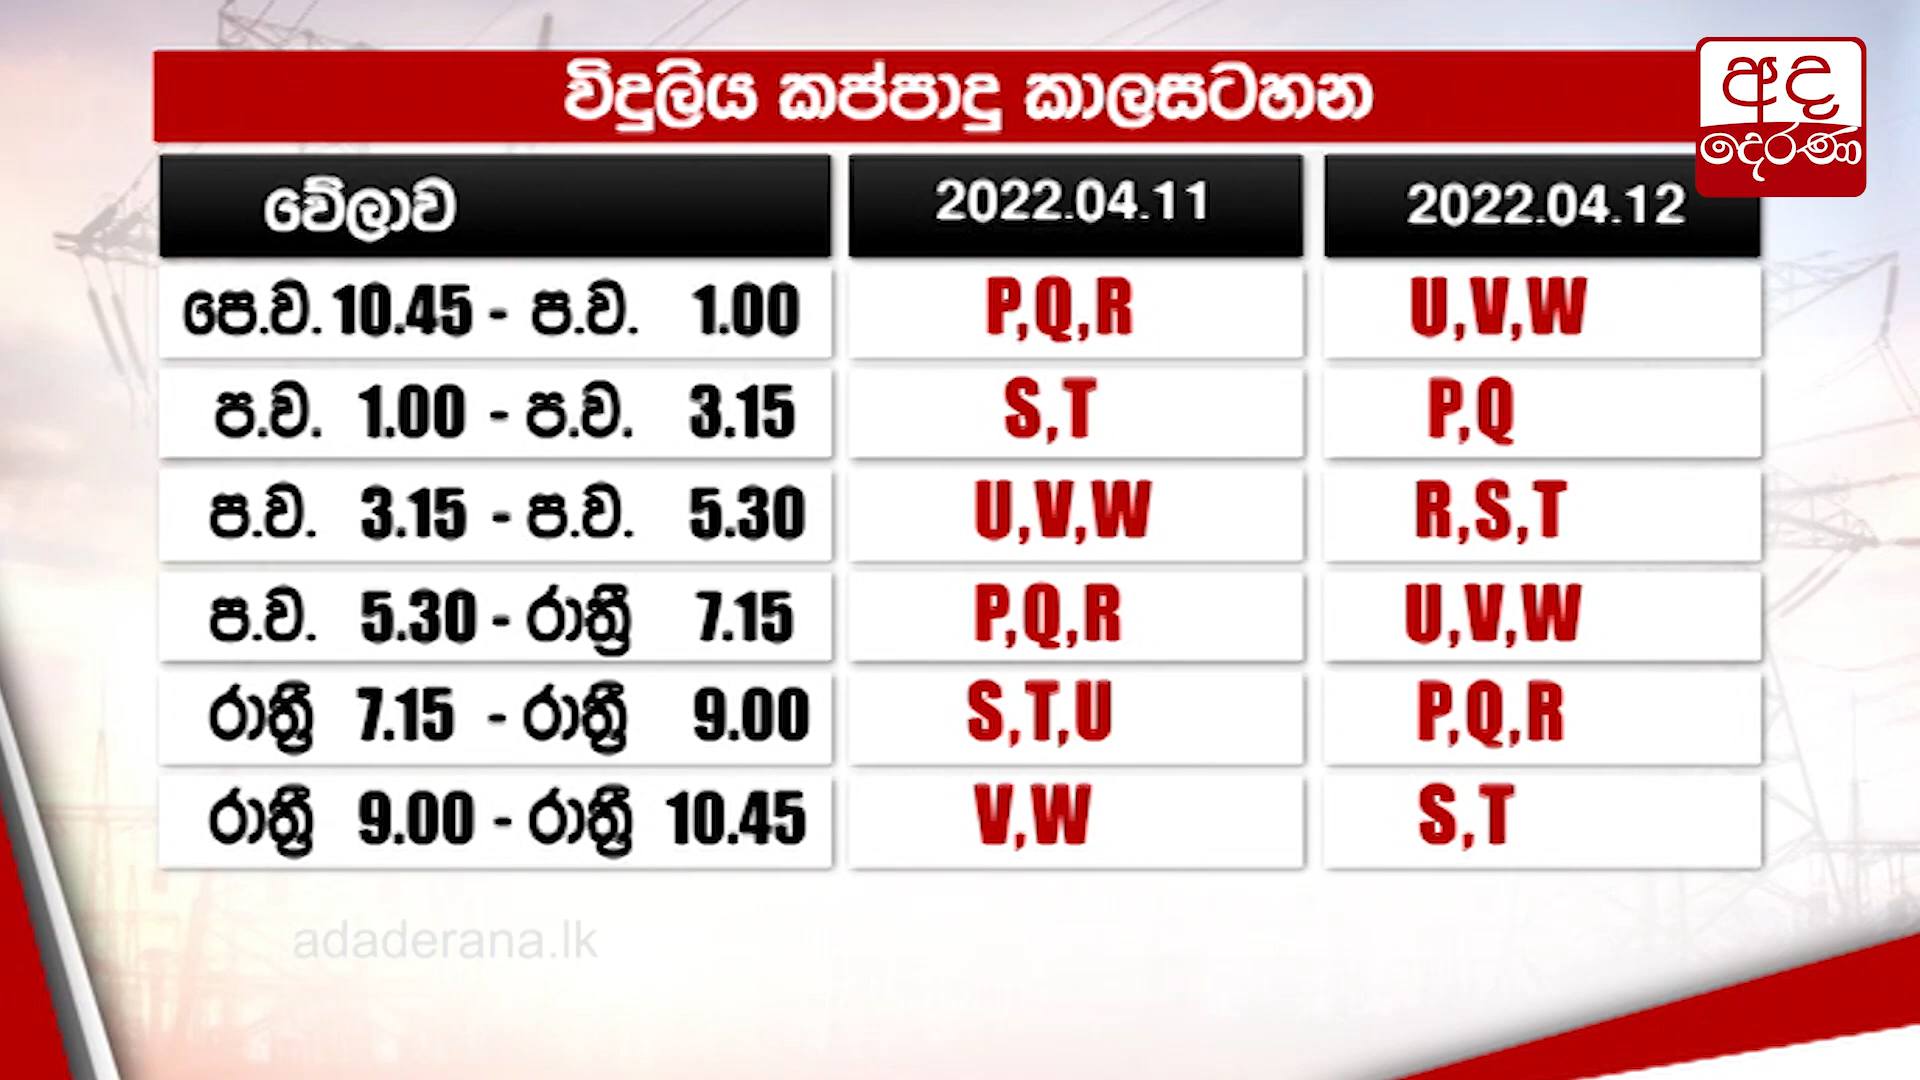 විදුලිය කප්පාදු කාලසටහන
අද
දෙරණ
වේලාව 2022.04.11 2022.04.12
පෙ.ව. 10.45 - ප.ව. 1.00 P,Q,R U,V,W
ප.ව. 1.00 - ප.ව. 3.15 S,T P,Q
ප.ව. 3.15 - ප.ව. 5.30 U,V,W R,S,T
ප.ව. 5.30 - රාත්‍රී 7.15 P,Q,R U,V,W
රාත්‍රී 7.15 - රාත්‍රී 9.00 S,T,U P,Q,R
රාත්‍රී 9.00 - රාත්‍රී 10.45 V,W S,T
adaderana.lk